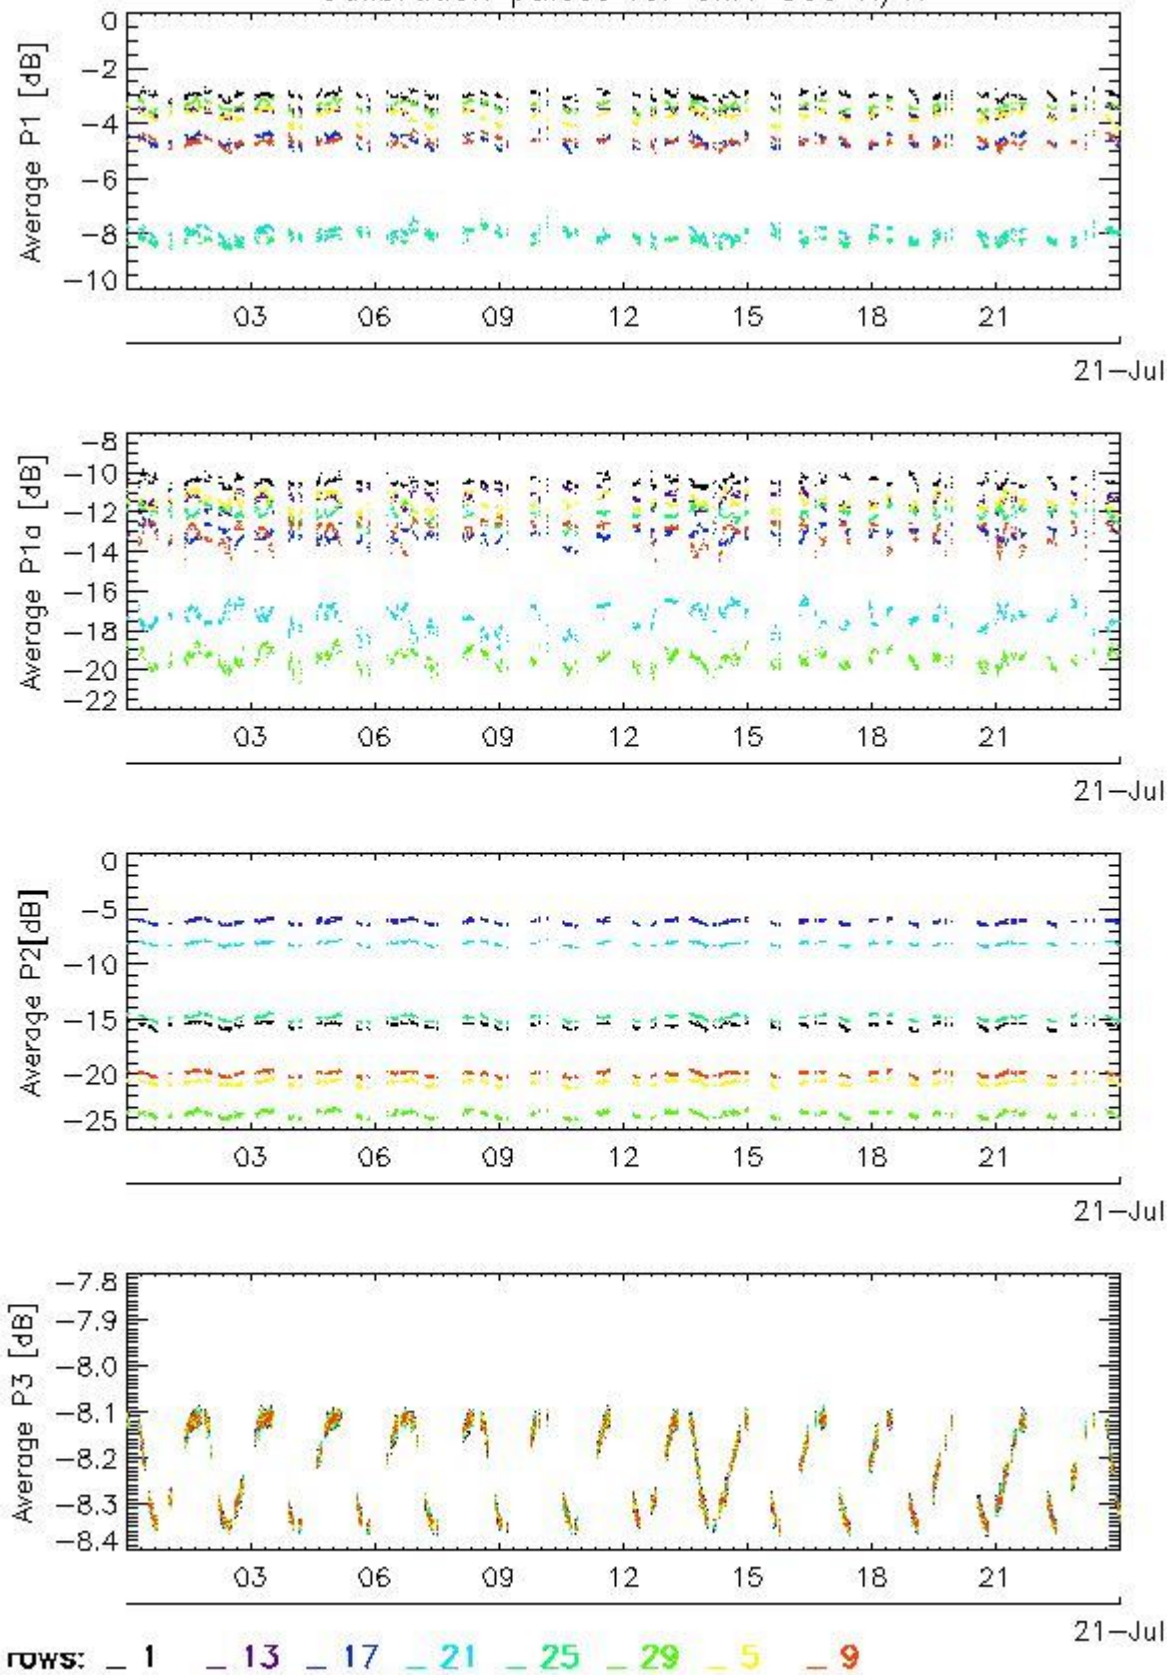 Average P1 [dB]
0
-2
-4
-6
-8
-10
03 06 09 12 15 18 21
21-Jul
Average P1a [dB]
-8
-10
-12
-14
-16
-18
-20
-22
03 06 09 12 15 18 21
21-Jul
Average P2[dB]
0
-5
-10
-15
-20
-25
03 06 09 12 15 18 21
21-Jul
Average P3 [dB]
-7.8
-7.9
-8.0
-8.1
-8.2
-8.3
-8.4
03 06 09 12 15 18 21
21-Jul
rows: _ 1 _ 13 _ 17 _ 21 _ 25 _ 29 _ 5 _ 9